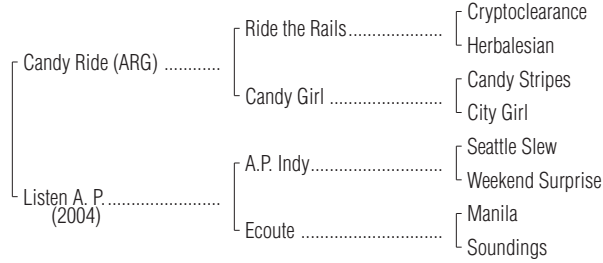 Cryptoclearance
Ride the Rails....................
Herbalesian
Candy Ride (ARG) ............
Candy Stripes
Candy Girl ........................
City Girl
Seattle Slew
A.P. Indy............................
Weekend Surprise
Listen A. P. ........................
(2004)
Manila
Ecoute ..............................
Soundings